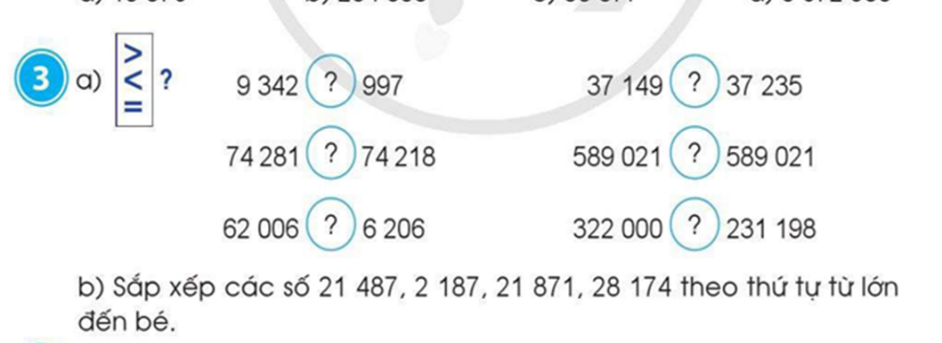 3 a) > < = ?
9 342 ? 997 37 149 ? 37 235
74 281 ? 74 218 589 021 ? 589 021
62 006 ? 6 206 322 000 ? 231 198
b) Sắp xếp các số 21 487, 2 187, 21 871, 28 174 theo thứ tự từ lớn
đến bé.